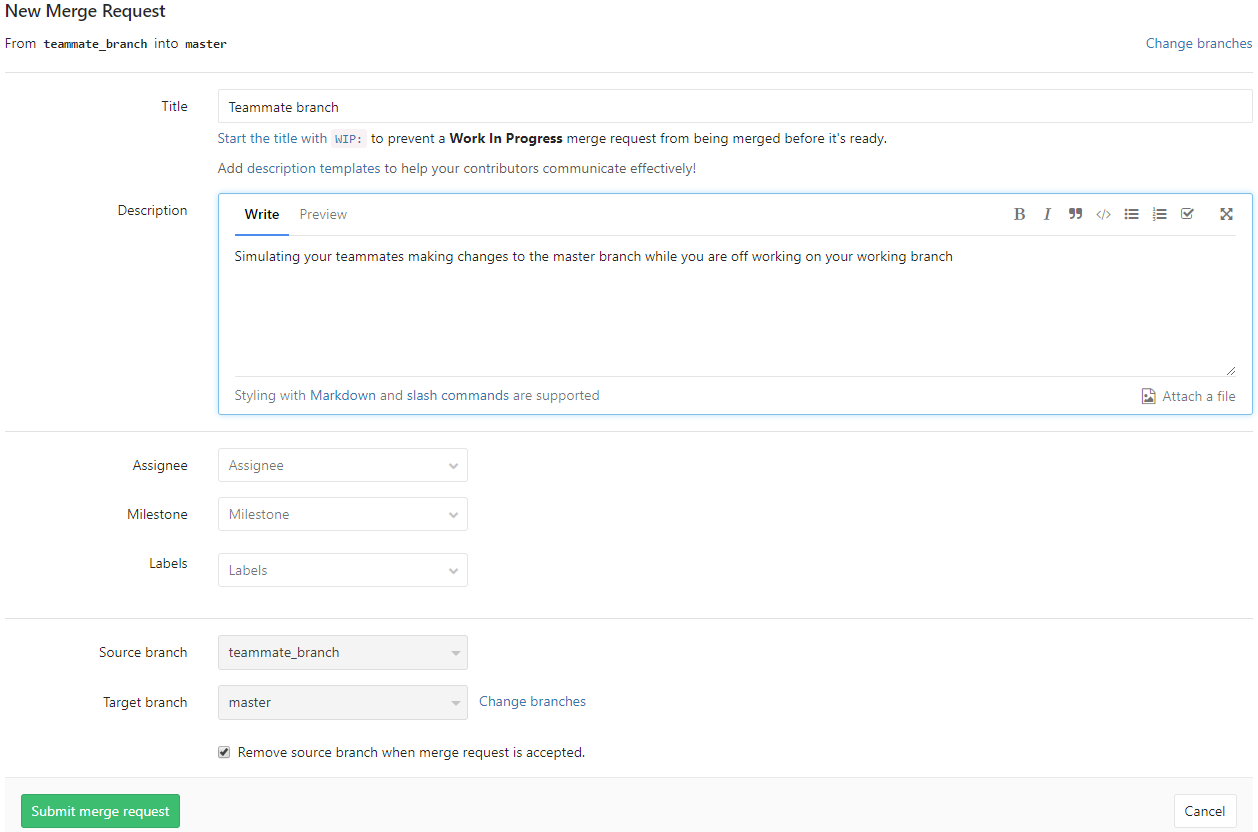 New Merge Request
From teammate_branch into master
Change branches
Title
Teammate branch
Start the title with WIP: to prevent a Work In Progress merge request from being merged before it's ready.
Add description templates to help your contributors communicate effectively!
Description
Write Preview
B I
Simulating your teammates making changes to the master branch while you are off working on your working branch
Styling with Markdown and slash commands are supported
Attach a file
Assignee
Assignee
Milestone
Milestone
Labels
Labels
Source branch
teammate_branch
Target branch
master
Change branches
Remove source branch when merge request is accepted.
Submit merge request
Cancel